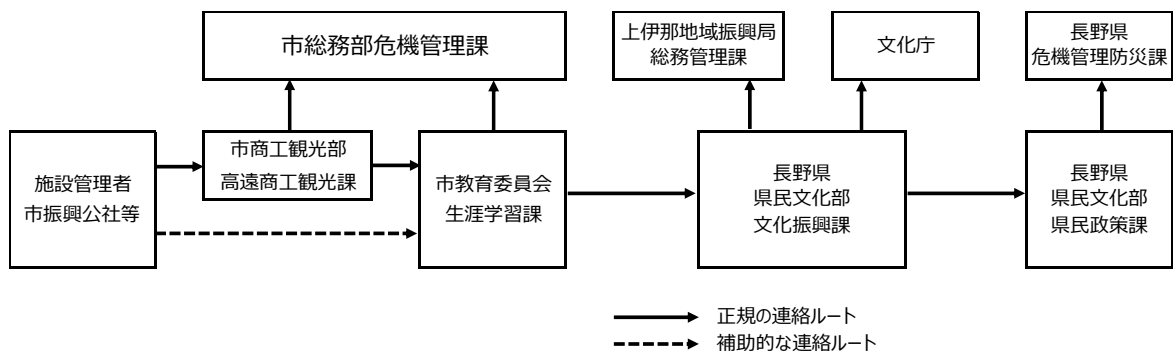 市総務部危機管理課
上伊那地域振興局
総務管理課
文化庁
長野県
危機管理防災課
施設管理者
市振興公社等
市商工観光部
高遠商工観光課
市教育委員会
生涯学習課
長野県
県民文化部
文化振興課
長野県
県民文化部
県民政策課
正規の連絡ルート
補助的な連絡ルート